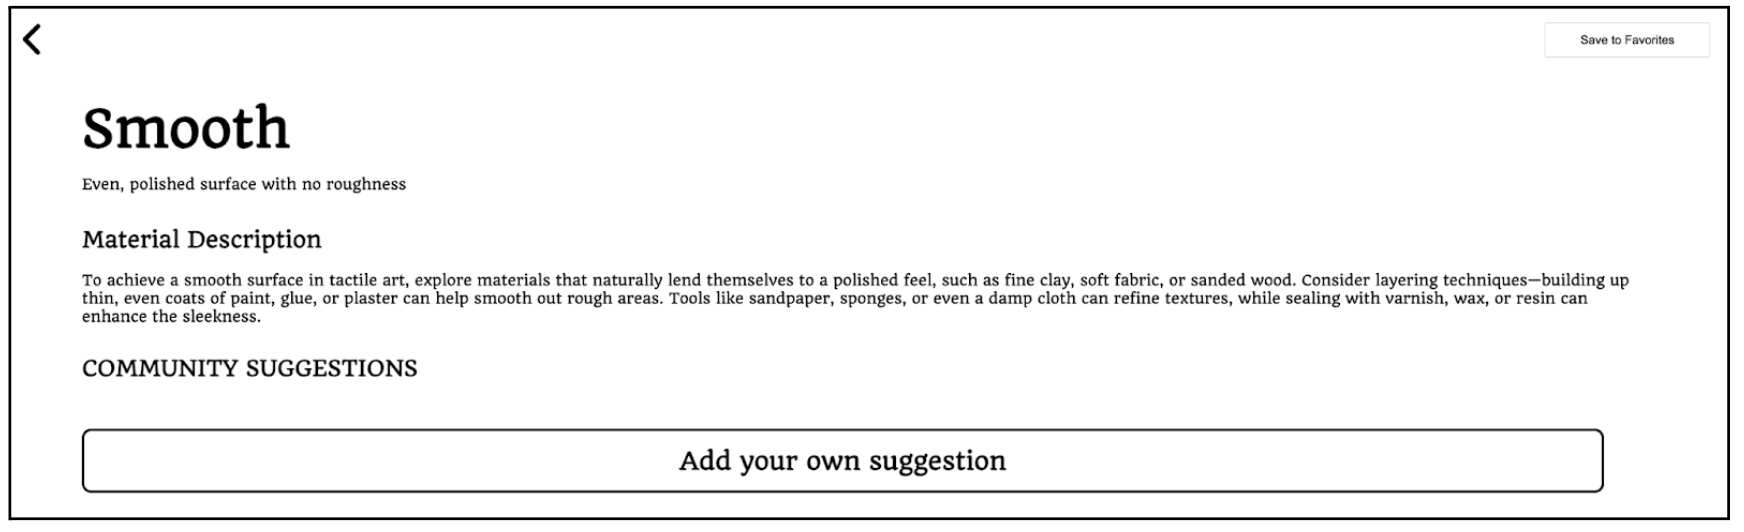 Save to Favorites
Smooth
Even, polished surface with no roughness
Material Description
To achieve a smooth surface in tactile art, explore materials that naturally lend themselves to a polished feel, such as fine clay, soft fabric, or sanded wood. Consider layering techniques—building up
thin, even coats of paint, glue, or plaster can help smooth out rough areas. Tools like sandpaper, sponges, or even a damp cloth can refine textures, while sealing with varnish, wax, or resin can
enhance the sleekness.
COMMUNITY SUGGESTIONS
Add your own suggestion